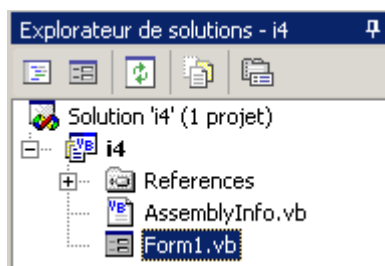 Explorateur de solutions - i4
Solution 'i4' (1 projet)
i4
References
AssemblyInfo.vb
Form1.vb